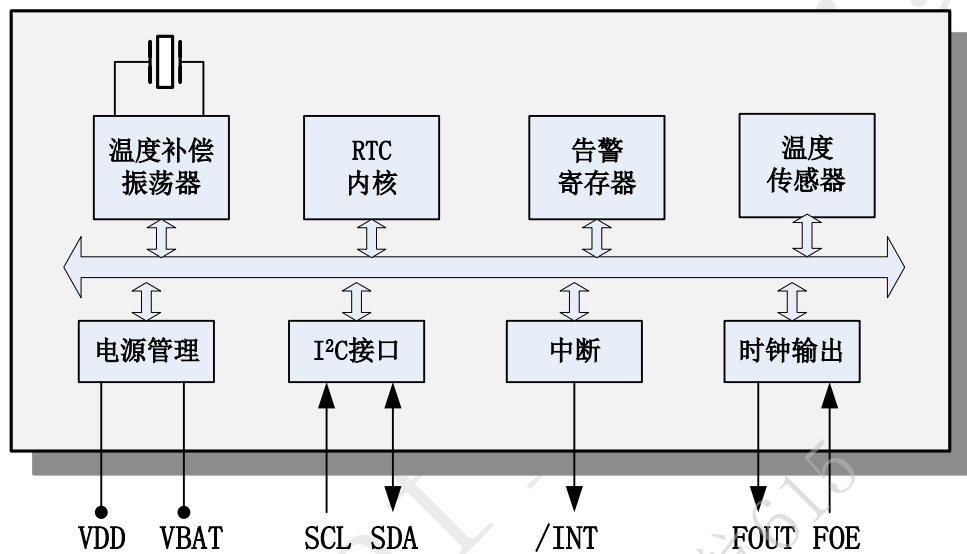 温度补偿
振荡器
RTC
内核
告警
寄存器
温度
传感器
电源管理
I²C接口
中断
时钟输出
VDD VBAT SCL SDA /INT FOUT FOE
615